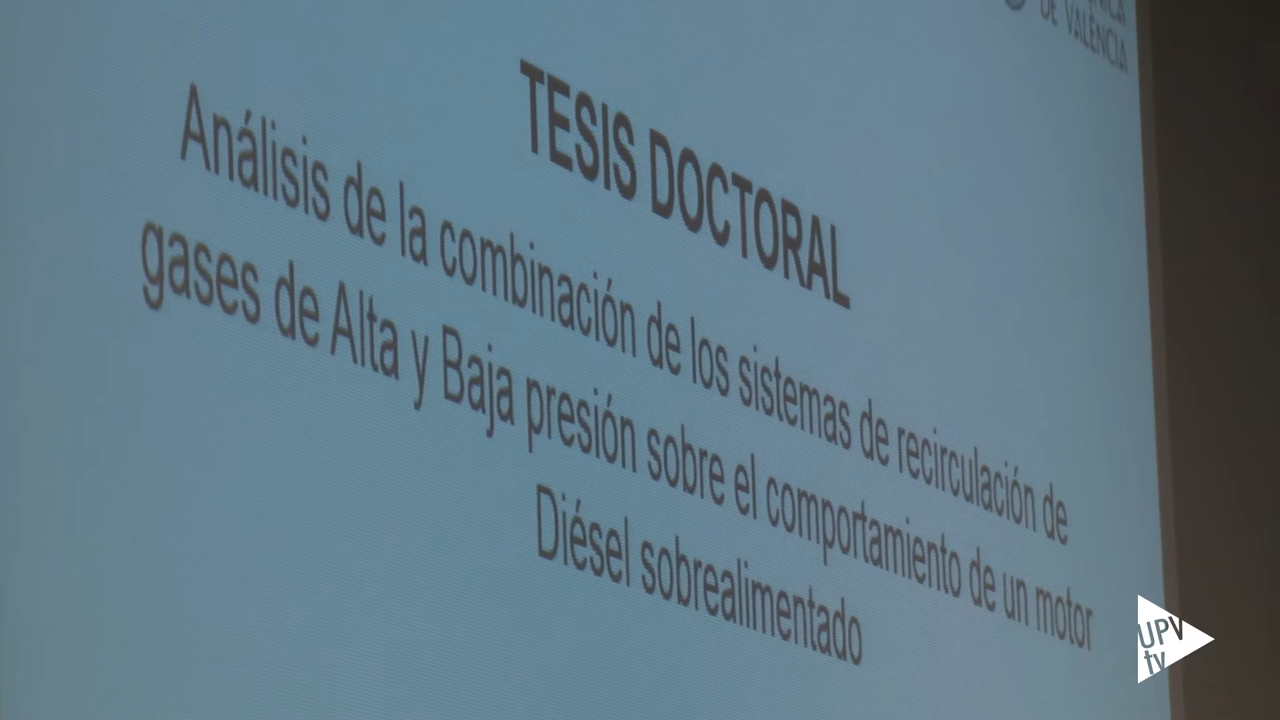 DE VALÈNCIA
TESIS DOCTORAL
Análisis de la combinación de los sistemas de recirculación de
gases de Alta y Baja presión sobre el comportamiento de un motor
Diésel sobrealimentado
UPV
tv